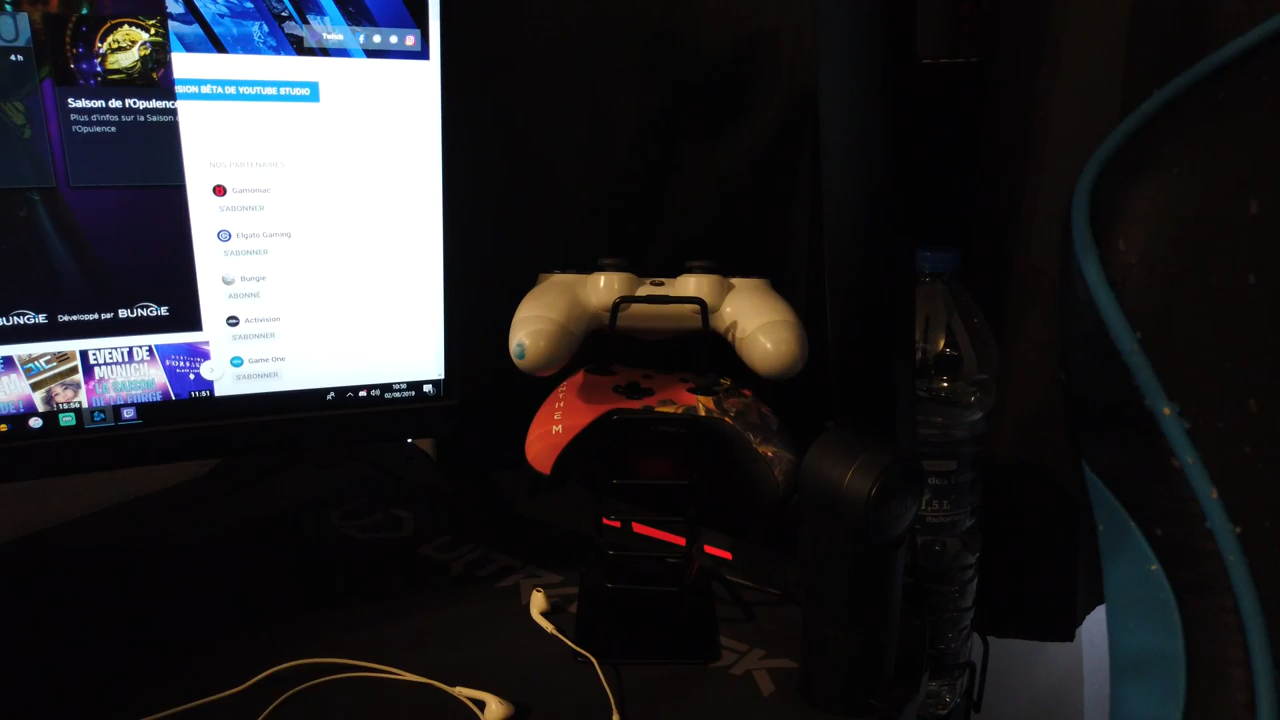 4 h
Saison de l'Opulence
Plus d'infos sur la Saison
l'Opulence
BUNGiE Développé par BUNGiE
Twitch
RSION BÊTA DE YOUTUBE STUDIO
NOS PARTENAIRES
Gamoniac
S'ABONNER
Elgato Gaming
S'ABONNER
Bungie
ABONNÉ
Activision
S'ABONNER
Game One
S'ABONNER
15:56
EVENT DE
MUNICH
LA SAISON
DE LA FORGE
11:51
10:50
02/08/2019
ANTHEM
des
1,5 L